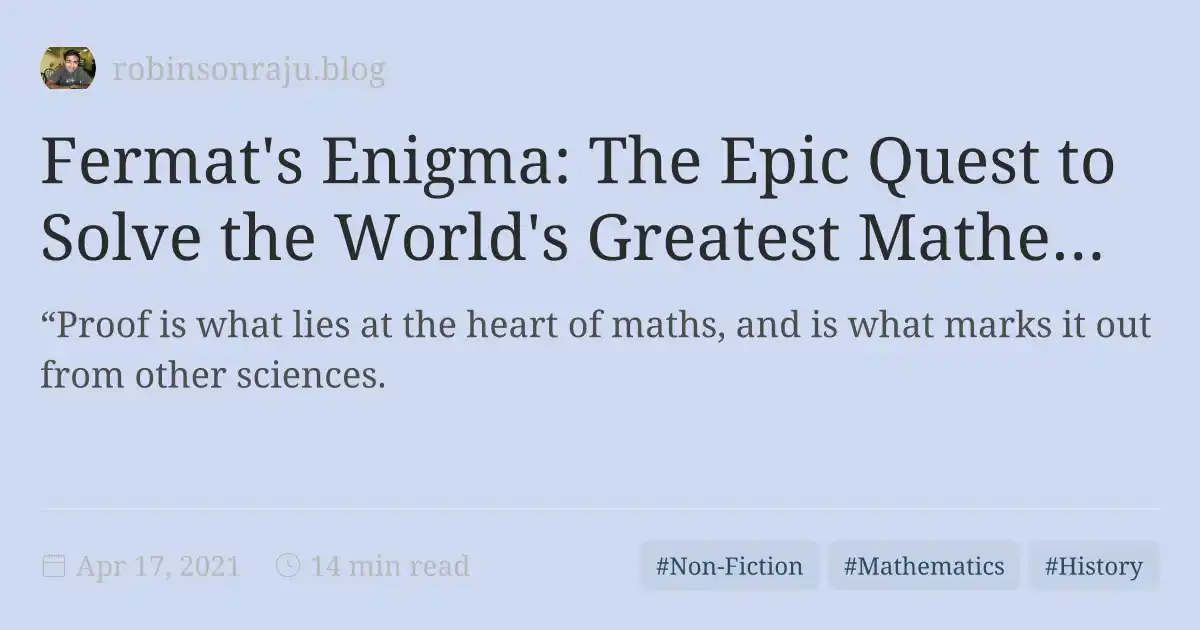 robinsonraju.blog
Fermat's Enigma: The Epic Quest to
Solve the World's Greatest Mathe...
“Proof is what lies at the heart of maths, and is what marks it out
from other sciences.
Apr 17, 2021 14 min read #Non-Fiction #Mathematics #History